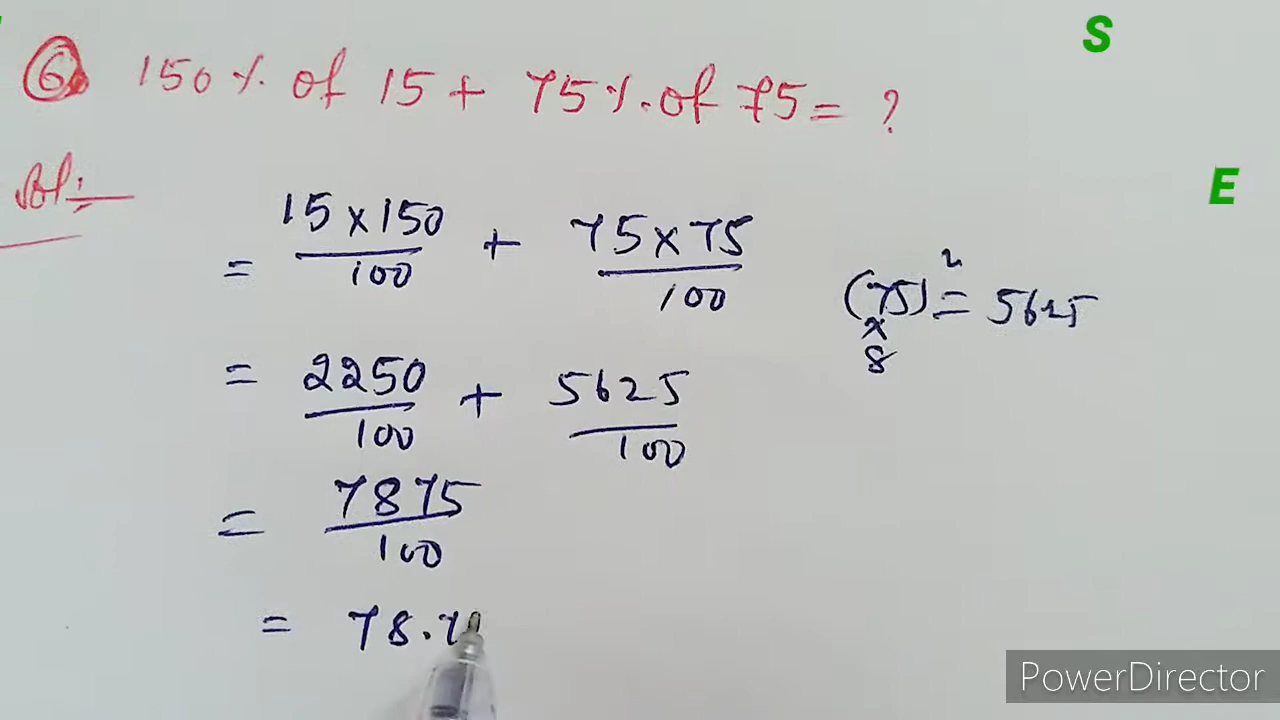 S
⑥ 150% of 15 + 75% of 75 = ?
E
Sol:-
= 15×150/100 + 75×75/100
(75)² = 5625
×
8
= 2250/100 + 5625/100
= 7875/100
= 78.7
PowerDirector